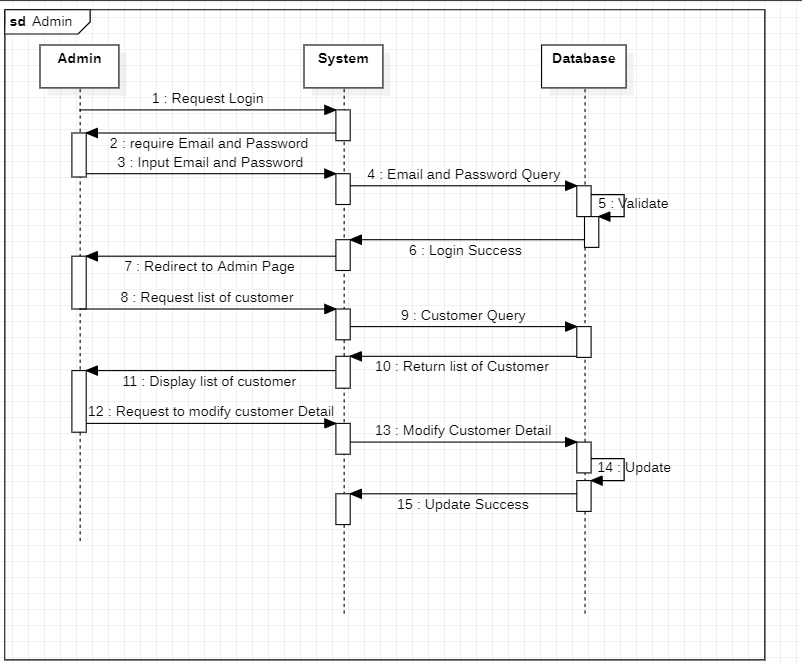 sd Admin
Admin
System
Database
1 : Request Login
2 : require Email and Password
3 : Input Email and Password
4 : Email and Password Query
5 : Validate
6 : Login Success
7 : Redirect to Admin Page
8 : Request list of customer
9 : Customer Query
10 : Return list of Customer
11 : Display list of customer
12 : Request to modify customer Detail
13 : Modify Customer Detail
14 : Update
15 : Update Success